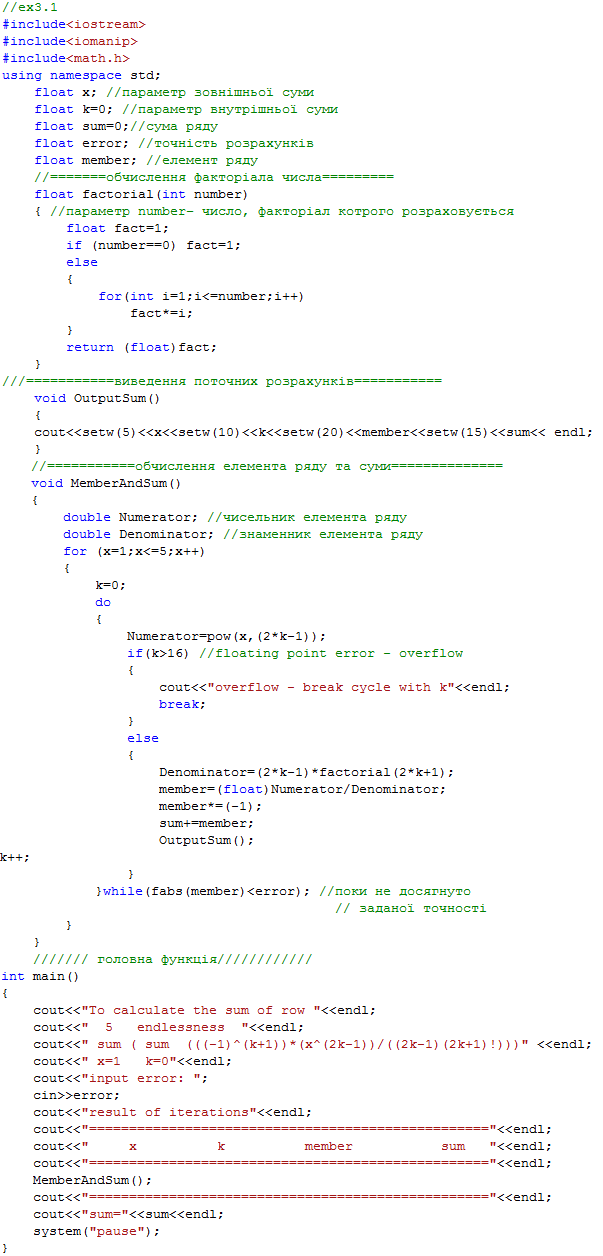 //ex3.1
#include<iostream>
#include<iomanip>
#include<math.h>
using namespace std;
float x; //параметр зовнішньої суми
float k=0; //параметр внутрішньої суми
float sum=0;//сума ряду
float error; //точність розрахунків
float member; //елемент ряду
//=======обчислення факторіала числа=========
float factorial(int number)
{ //параметр number- число, факторіал котрого розраховується
float fact=1;
if (number==0) fact=1;
else
{
for(int i=1;i<=number;i++)
fact*=i;
}
return (float)fact;
}
///===========виведення поточних розрахунків===========
void OutputSum()
{
cout<<setw(5)<<x<<setw(10)<<k<<setw(20)<<member<<setw(15)<<sum<< endl;
}
//===========обчислення елемента ряду та суми==============
void MemberAndSum()
{
double Numerator; //чисельник елемента ряду
double Denominator; //знаменник елемента ряду
for (x=1;x<=5;x++)
{
k=0;
do
{
Numerator=pow(x,(2*k-1));
if(k>16) //floating point error - overflow
{
cout<<"overflow - break cycle with k"<<endl;
break;
}
else
{
Denominator=(2*k-1)*factorial(2*k+1);
member=(float)Numerator/Denominator;
member*=(-1);
sum+=member;
OutputSum();
k++;
}
}while(fabs(member)<error); //поки не досягнуто
// заданої точності
}
}
/////// головна функція////////////
int main()
{
cout<<"To calculate the sum of row "<<endl;
cout<<"  5   endlessness  "<<endl;
cout<<" sum ( sum  (((-1)^(k+1))*(x^(2k-1))/((2k-1)(2k+1)!)))" <<endl;
cout<<" x=1   k=0"<<endl;
cout<<"input error: ";
cin>>error;
cout<<"result of iterations"<<endl;
cout<<"=================================================="<<endl;
cout<<"     x          k          member           sum   "<<endl;
cout<<"=================================================="<<endl;
MemberAndSum();
cout<<"=================================================="<<endl;
cout<<"sum="<<sum<<endl;
system("pause");
}